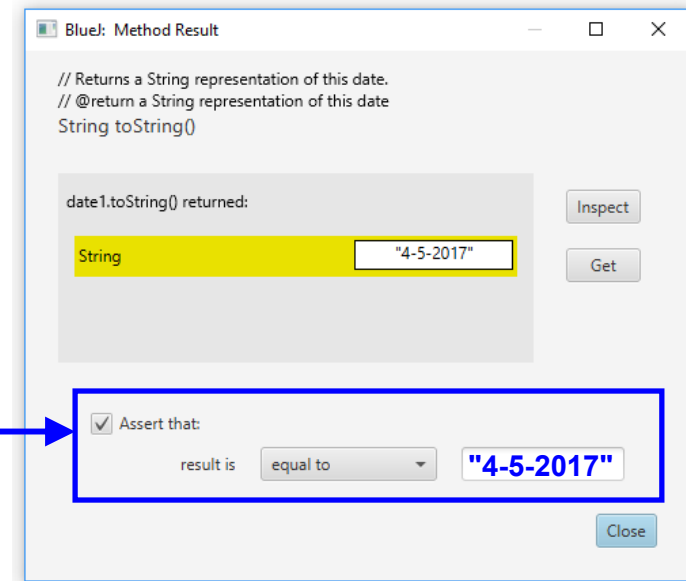 BlueJ: Method Result
// Returns a String representation of this date.
// @return a String representation of this date
String toString()
date1.toString() returned:
Inspect
String "4-5-2017"
Get
Assert that:
result is equal to "4-5-2017"
Close